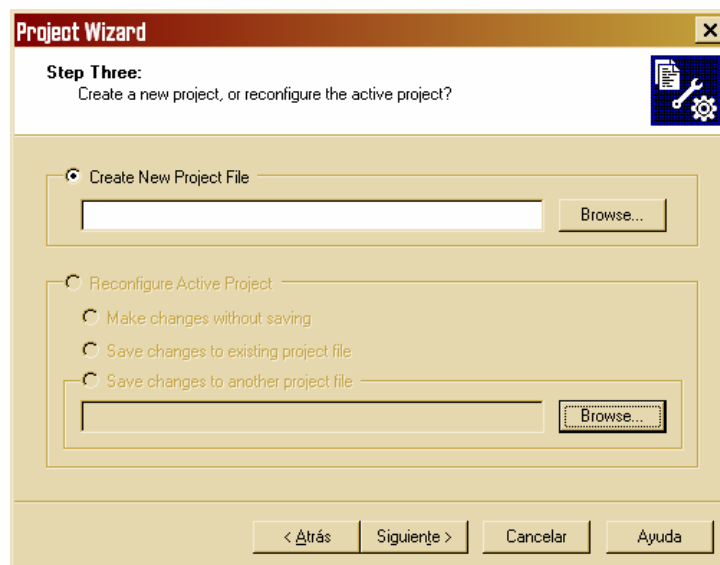 Project Wizard
Step Three:
Create a new project, or reconfigure the active project?
Create New Project File
Browse...
Reconfigure Active Project
Make changes without saving
Save changes to existing project file
Save changes to another project file
Browse...
< Atrás Siguiente > Cancelar Ayuda